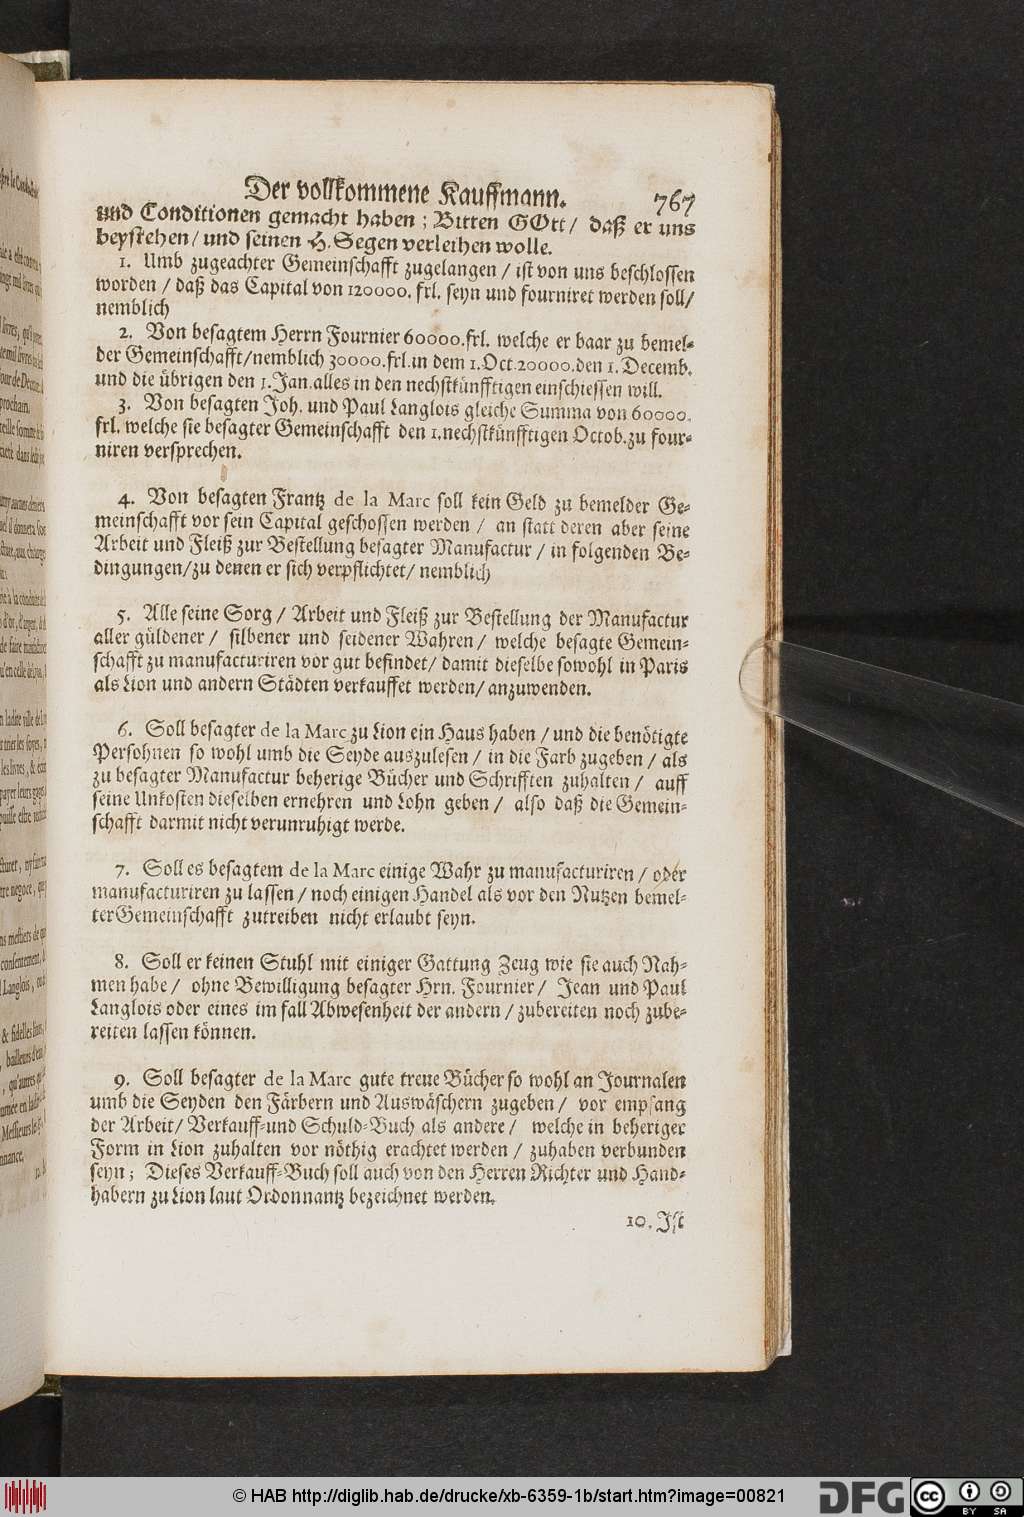 Der vollkommene Kauffmann. 767
und Conditionen gemacht haben; Bitten GOtt/ daß er uns
beystehen/ und seinen H. Segen verleihen wolle.
1. Umb zugeachter Gemeinschafft zugelangen/ ist von uns beschlossen
worden/ daß das Capital von 120000. frl. seyn und fourniret werden soll/
nemblich
2. Von besagtem Herrn Fournier 60000. frl. welche er baar zu bemel-
der Gemeinschafft/ nemblich 30000. frl. in dem 1. Oct. 20000. den 1. Decemb.
und die übrigen den 1. Jan. alles in den nechstkünfftigen einschiessen will.
3. Von besagten Joh. und Paul Langlois gleiche Summa von 60000.
frl. welche sie besagter Gemeinschafft den 1. nechstkünfftigen Octob. zu four-
niren versprechen.
4. Von besagten Frantz de la Marc soll kein Geld zu bemelder Ge-
meinschafft vor sein Capital geschossen werden/ an statt deren aber seine
Arbeit und Fleiß zur Bestellung besagter Manufactur/ in folgenden Be-
dingungen/ zu denen er sich verpflichtet/ nemblich
5. Alle seine Sorg/ Arbeit und Fleiß zur Bestellung der Manufactur
aller güldener/ silbener und seidener Wahren/ welche besagte Gemein-
schafft zu manufacturiren vor gut befindet/ damit dieselbe sowohl in Paris
als Lion und andern Städten verkauffet werden/ anzuwenden.
6. Soll besagter de la Marc zu Lion ein Haus haben/ und die benötigte
Persohnen so wohl umb die Seyde auszulesen/ in die Farb zugeben/ als
zu besagter Manufactur beherige Bücher und Schrifften zuhalten/ auff
seine Unkosten dieselben ernehren und Lohn geben/ also daß die Gemein-
schafft darmit nicht verunruhigt werde.
7. Soll es besagtem de la Marc einige Wahr zu manufacturiren/ oder
manufacturiren zu lassen/ noch einigen Handel als vor den Nutzen bemel-
ter Gemeinschafft zutreiben nicht erlaubt seyn.
8. Soll er keinen Stuhl mit einiger Gattung Zeug wie sie auch Nah-
men habe/ ohne Bewilligung besagter Hrn. Fournier/ Jean und Paul
Langlois oder eines im fall Abwesenheit der andern/ zubereiten noch zube-
reiten lassen können.
9. Soll besagter de la Marc gute treue Bücher so wohl an Journalen
umb die Seyden den Färbern und Auswäschern zugeben/ vor empfang
der Arbeit/ Verkauff-und Schuld-Buch als andere/ welche in beheriger
Form in Lion zuhalten vor nöthig erachtet werden/ zuhaben verbunden
seyn; Dieses Verkauff-Buch soll auch von den Herren Richter und Hand-
habern zu Lion laut Ordonnantz bezeichnet werden.
10. Ist
© HAB http://diglib.hab.de/drucke/xb-6359-1b/start.htm?image=00821
DFG
cc BY SA